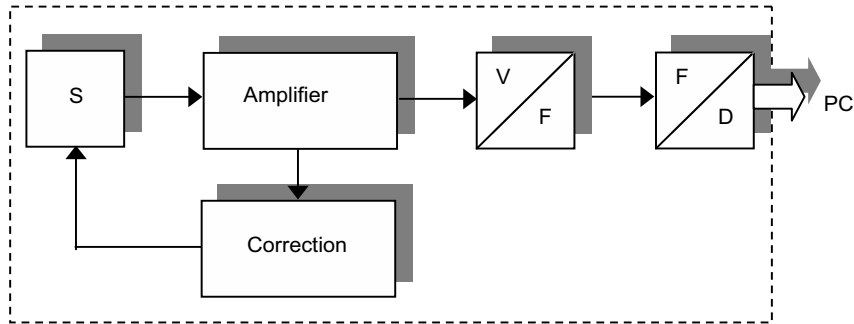 S
Amplifier
V
F
F
D
PC
Correction